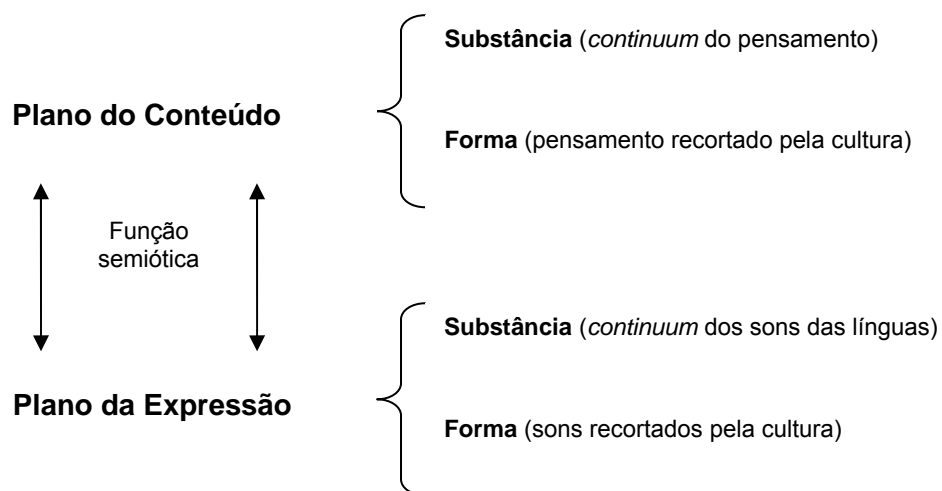 Substância (continuum do pensamento)
Plano do Conteúdo
Forma (pensamento recortado pela cultura)
Função
semiótica
Substância (continuum dos sons das línguas)
Plano da Expressão
Forma (sons recortados pela cultura)